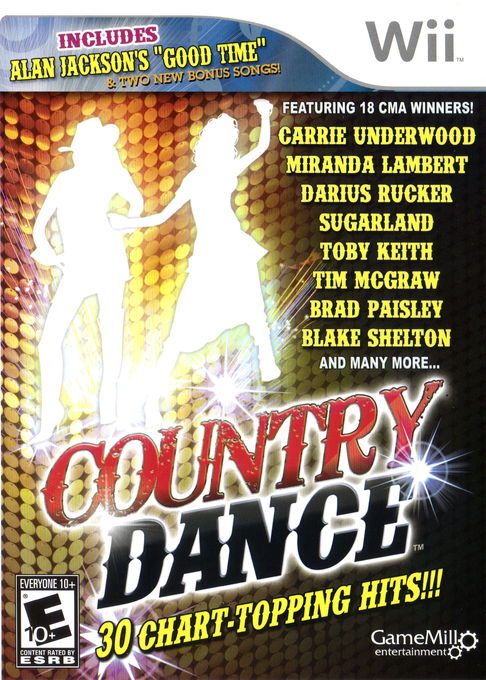 INCLUDES
ALAN JACKSON'S "GOOD TIME"
& TWO NEW BONUS SONGS!
Wii™
FEATURING 18 CMA WINNERS!
CARRIE UNDERWOOD
MIRANDA LAMBERT
DARIUS RUCKER
SUGARLAND
TOBY KEITH
TIM MCGRAW
BRAD PAISLEY
BLAKE SHELTON
AND MANY MORE...
COUNTRY
DANCE™
30 CHART-TOPPING HITS!!!
EVERYONE 10+
E®
10+
CONTENT RATED BY
ESRB
GameMill
entertainment